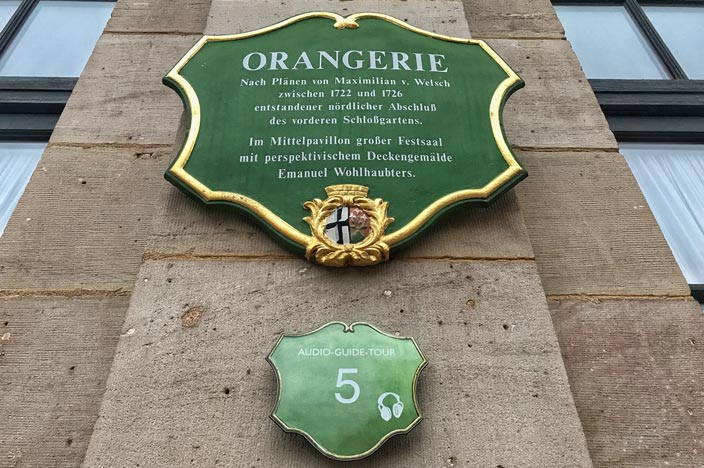 ORANGERIE
Nach Plänen von Maximilian v. Welsch
zwischen 1722 und 1726
entstandener nördlicher Abschluß
des vorderen Schloßgartens.
Im Mittelpavillon großer Festsaal
mit perspektivischem Deckengemälde
Emanuel Wohlhaubters.
AUDIO-GUIDE-TOUR
5